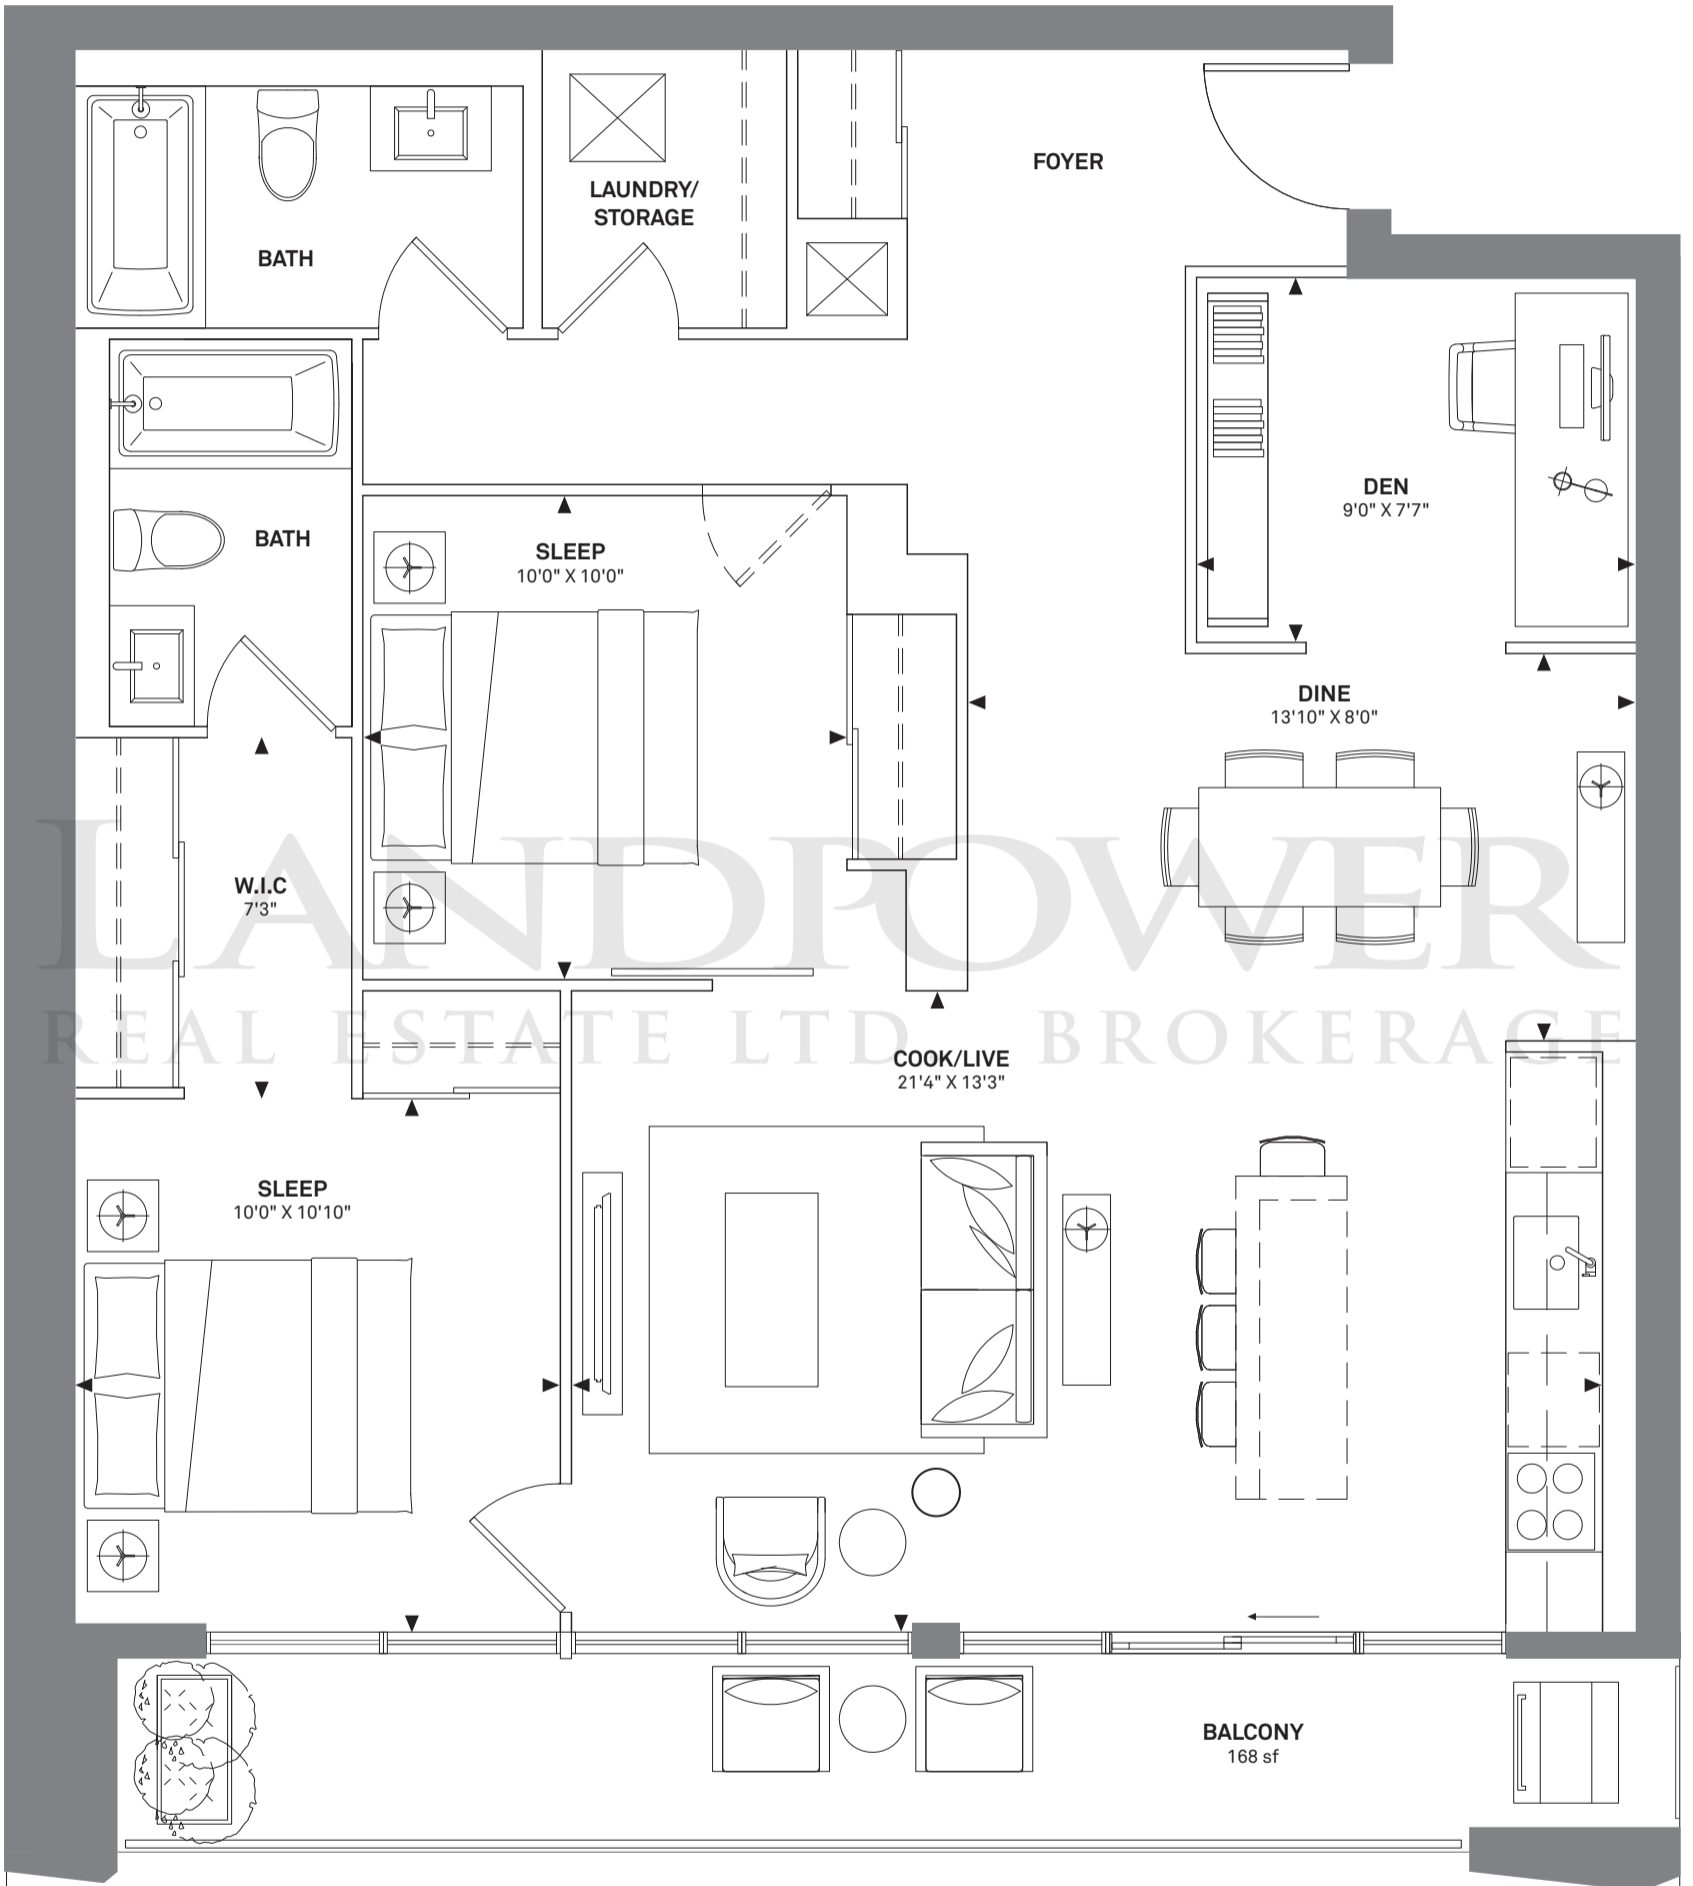 FOYER
LAUNDRY/
STORAGE
BATH
DEN
9'0" X 7'7"
BATH
SLEEP
10'0" X 10'0"
DINE
13'10" X 8'0"
W.I.C
7'3"
LANDPOWER
REAL ESTATE LTD BROKERAGE
COOK/LIVE
21'4" X 13'3"
SLEEP
10'0" X 10'10"
BALCONY
168 sf